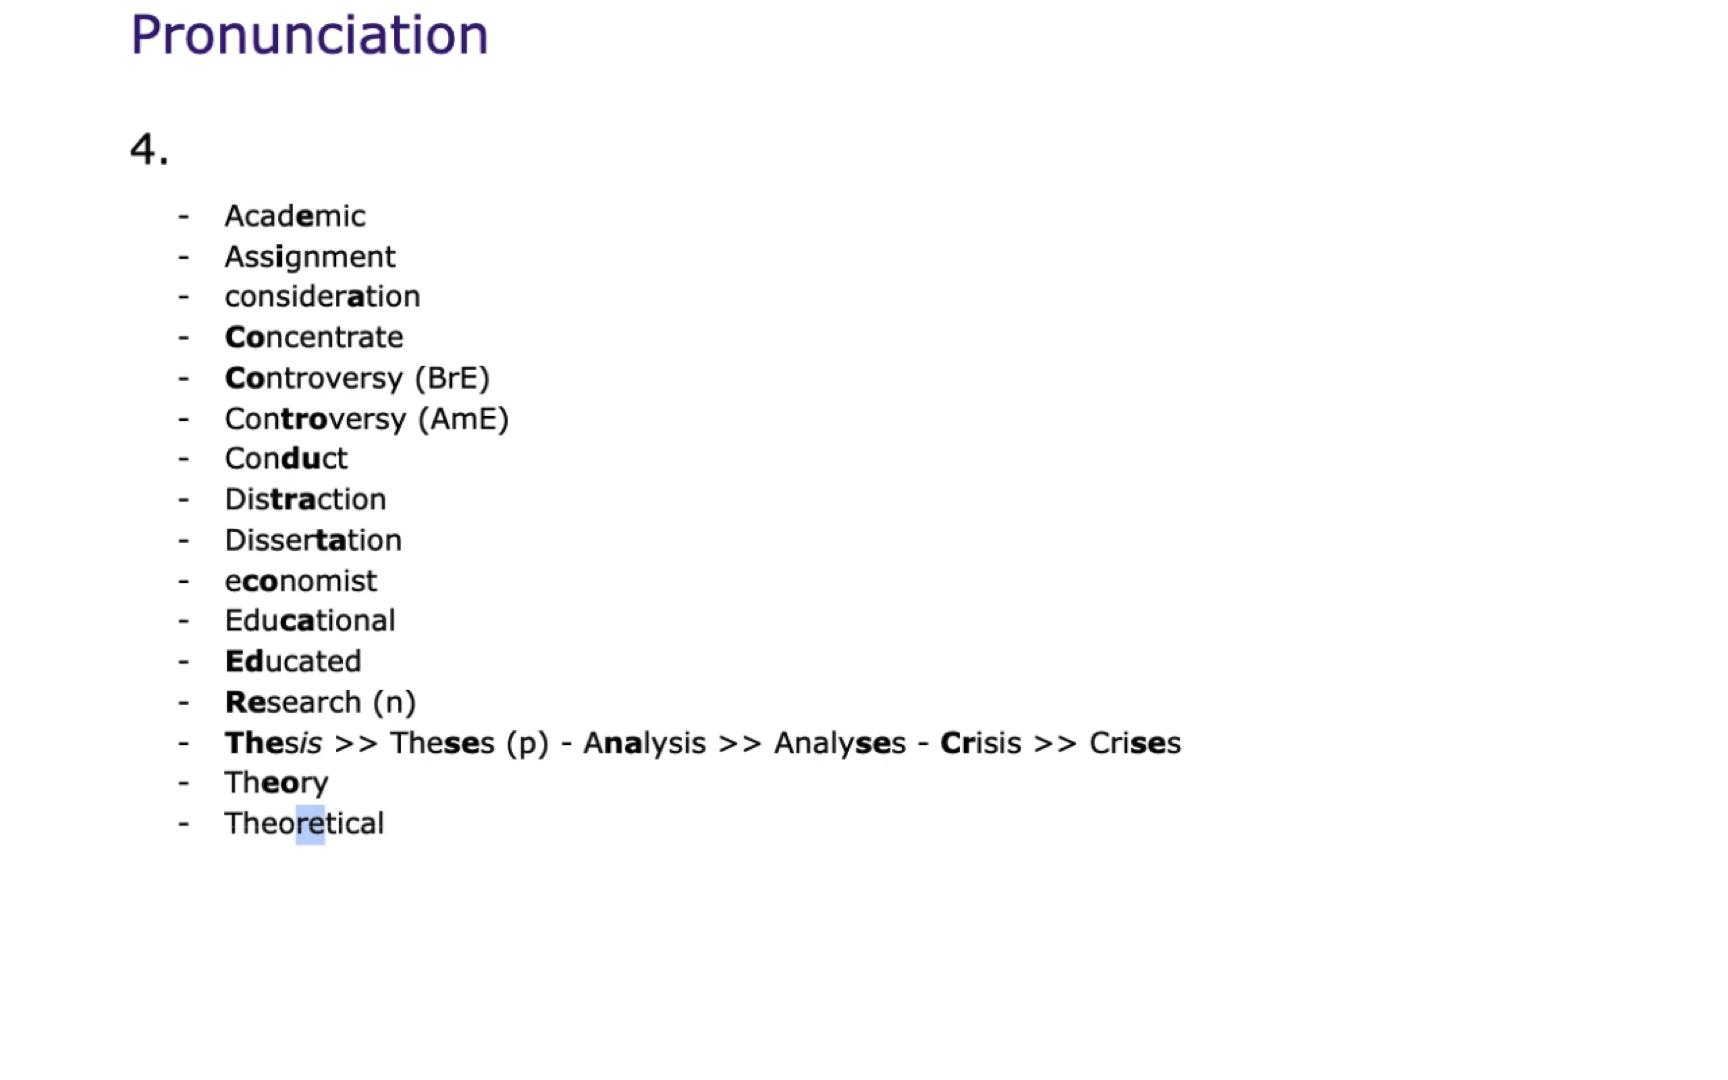 Pronunciation
4.
- Academic
- Assignment
- consideration
- Concentrate
- Controversy (BrE)
- Controversy (AmE)
- Conduct
- Distraction
- Dissertation
- economist
- Educational
- Educated
- Research (n)
- Thesis >> Theses (p) - Analysis >> Analyses - Crisis >> Crises
- Theory
- Theoretical